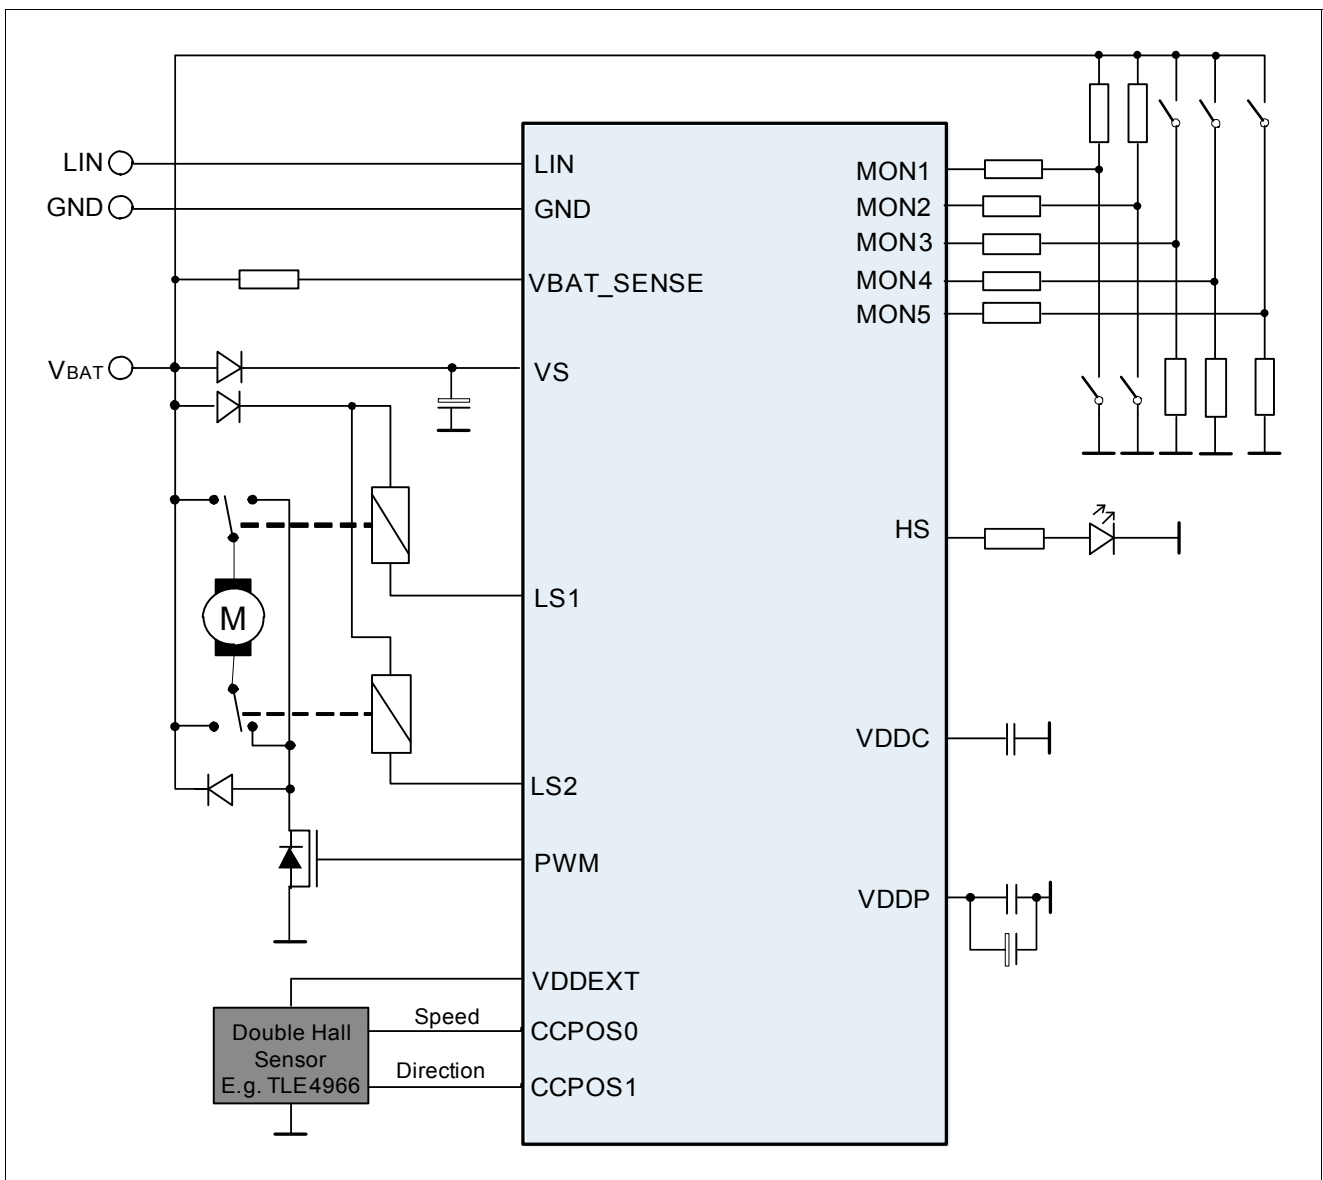 LIN
GND
VBAT
LIN
GND
VBAT_SENSE
VS
LS1
LS2
PWM
VDDEXT
CCPOS0
CCPOS1
MON1
MON2
MON3
MON4
MON5
HS
VDDC
VDDP
M
Speed
Direction
Double Hall
Sensor
E.g. TLE4966